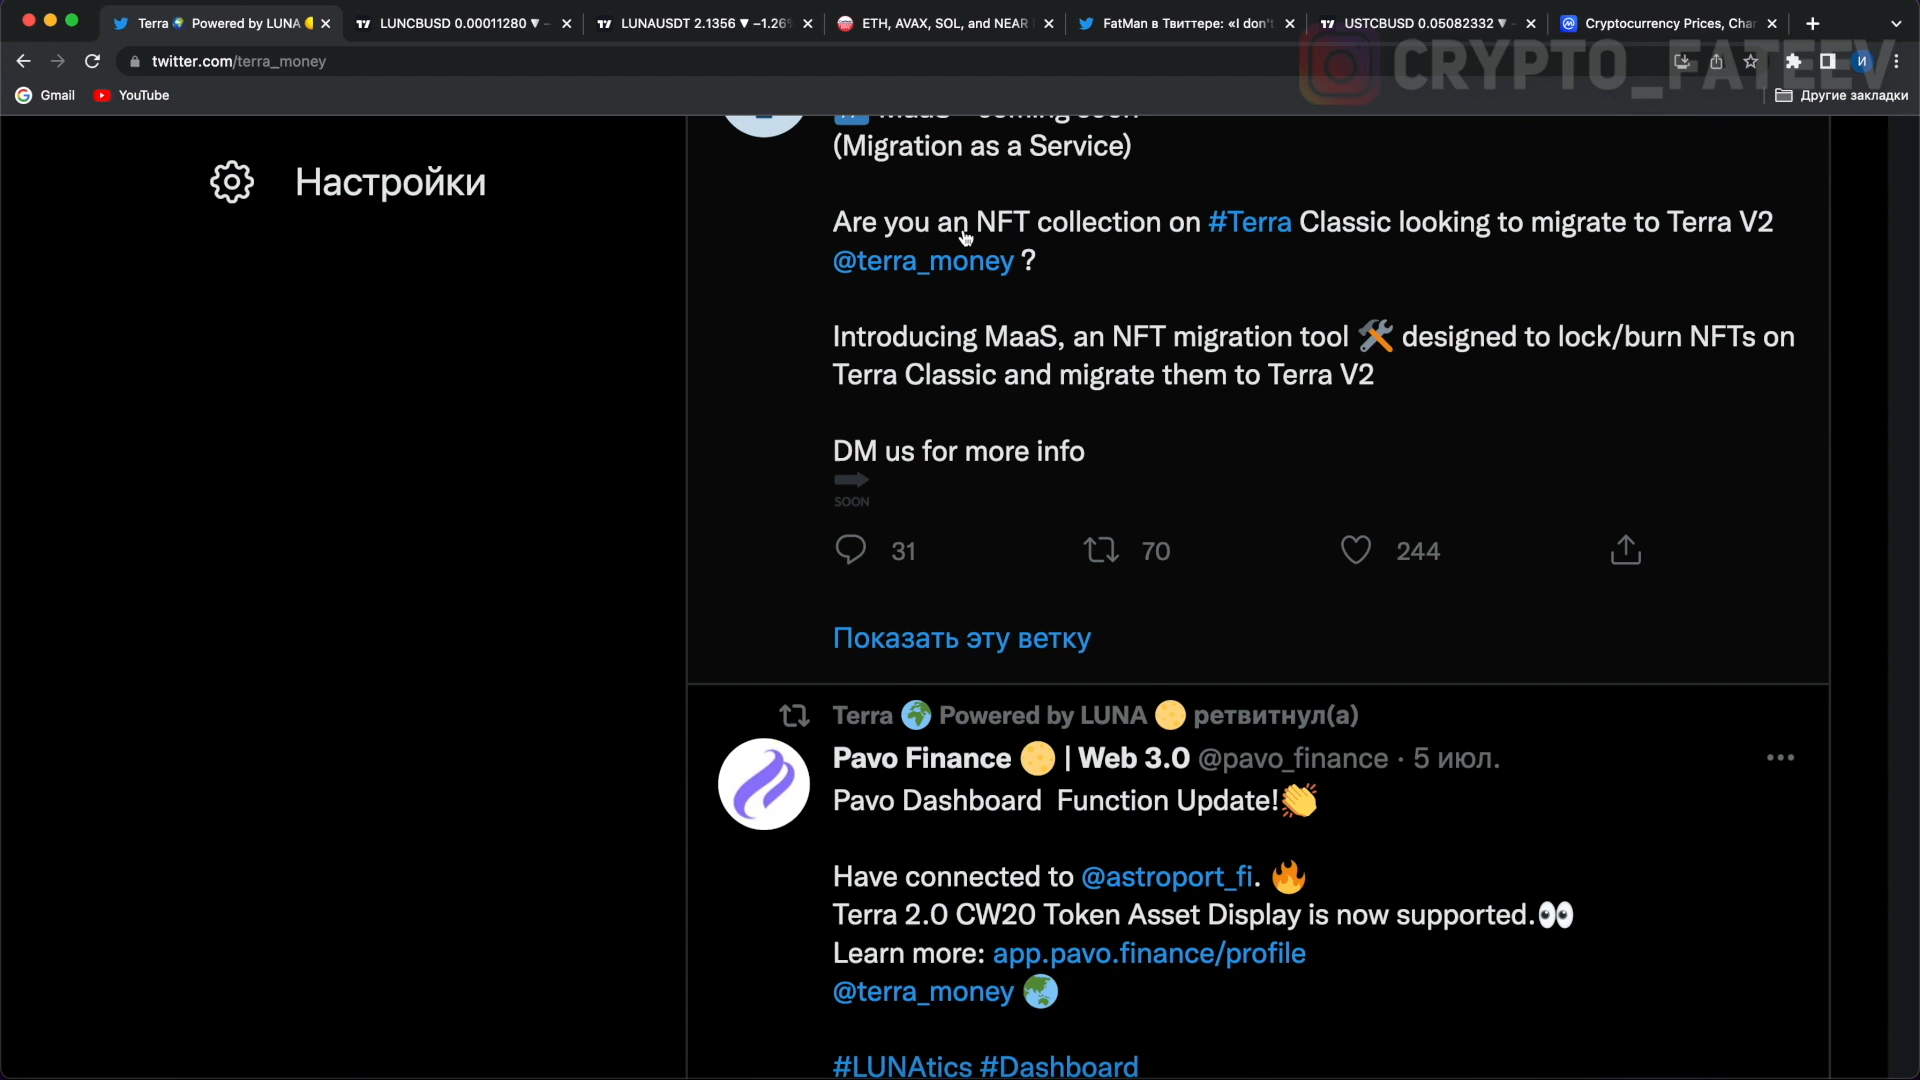 Terra Powered by LUNA
LUNCBUSD 0.00011280 ▼ −
LUNAUSDT 2.1356 ▼ −1.26%
ETH, AVAX, SOL, and NEAR
FatMan в Твиттере: «I don't
USTCBUSD 0.05082332 ▼ −
Cryptocurrency Prices, Char
twitter.com/terra_money
CRYPTO_FATEEV
И
Gmail
YouTube
Другие закладки
(Migration as a Service)
Настройки
Are you an NFT collection on #Terra Classic looking to migrate to Terra V2
@terra_money ?
Introducing MaaS, an NFT migration tool 🛠 designed to lock/burn NFTs on
Terra Classic and migrate them to Terra V2
DM us for more info
SOON
31
70
244
Показать эту ветку
Terra 🌍 Powered by LUNA 🌕 ретвитнул(а)
Pavo Finance 🌕 | Web 3.0 @pavo_finance · 5 июл.
Pavo Dashboard Function Update!👏
Have connected to @astroport_fi. 🔥
Terra 2.0 CW20 Token Asset Display is now supported.👀
Learn more: app.pavo.finance/profile
@terra_money 🌏
#LUNAtics #Dashboard